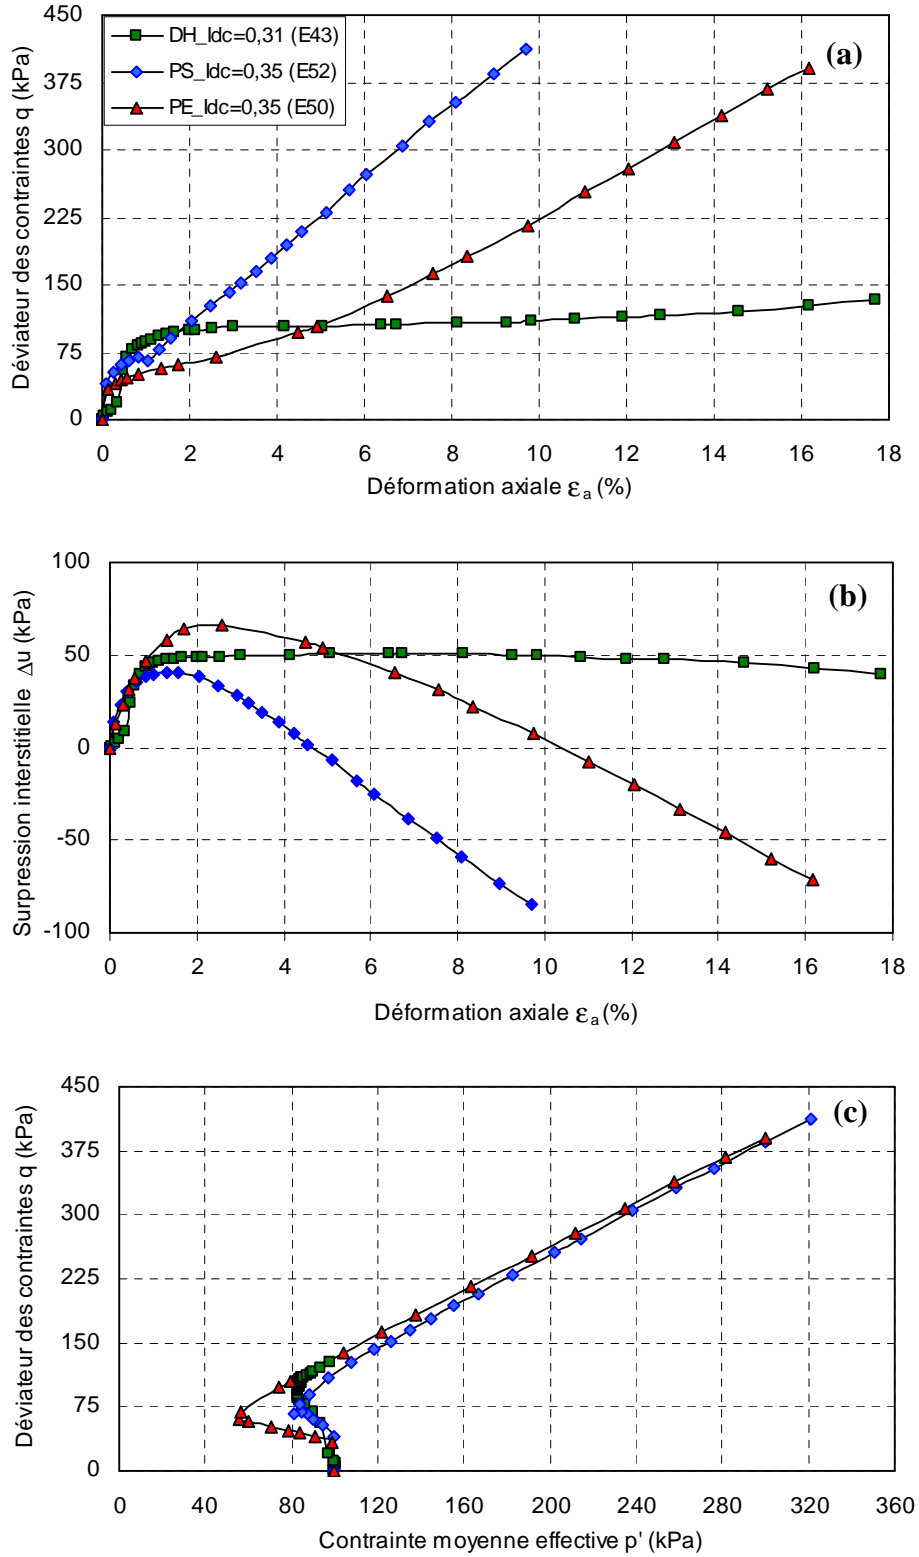 Déviateur des contraintes q (kPa)
450
375
300
225
150
75
0
DH_Idc=0,31 (E43)
PS_Idc=0,35 (E52)
PE_Idc=0,35 (E50)
(a)
0 2 4 6 8 10 12 14 16 18
Déformation axiale εa (%)
Surpression interstitielle Δu (kPa)
100
50
0
-50
-100
(b)
0 2 4 6 8 10 12 14 16 18
Déformation axiale εa (%)
Déviateur des contraintes q (kPa)
450
375
300
225
150
75
0
(c)
0 40 80 120 160 200 240 280 320 360
Contrainte moyenne effective p' (kPa)